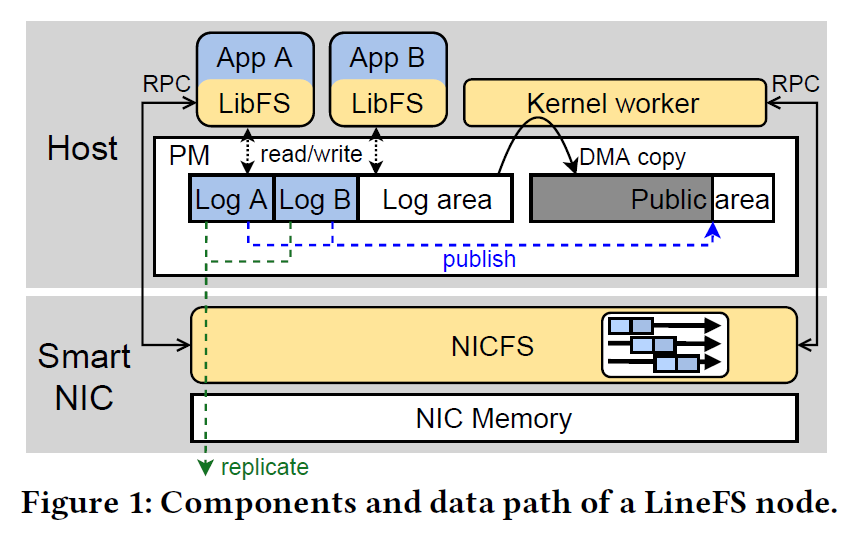 App A
App B
RPC
LibFS
LibFS
Kernel worker
RPC
Host
PM
read/write
DMA copy
Log A
Log B
Log area
Public area
publish
Smart
NIC
NICFS
NIC Memory
replicate
Figure 1: Components and data path of a LineFS node.